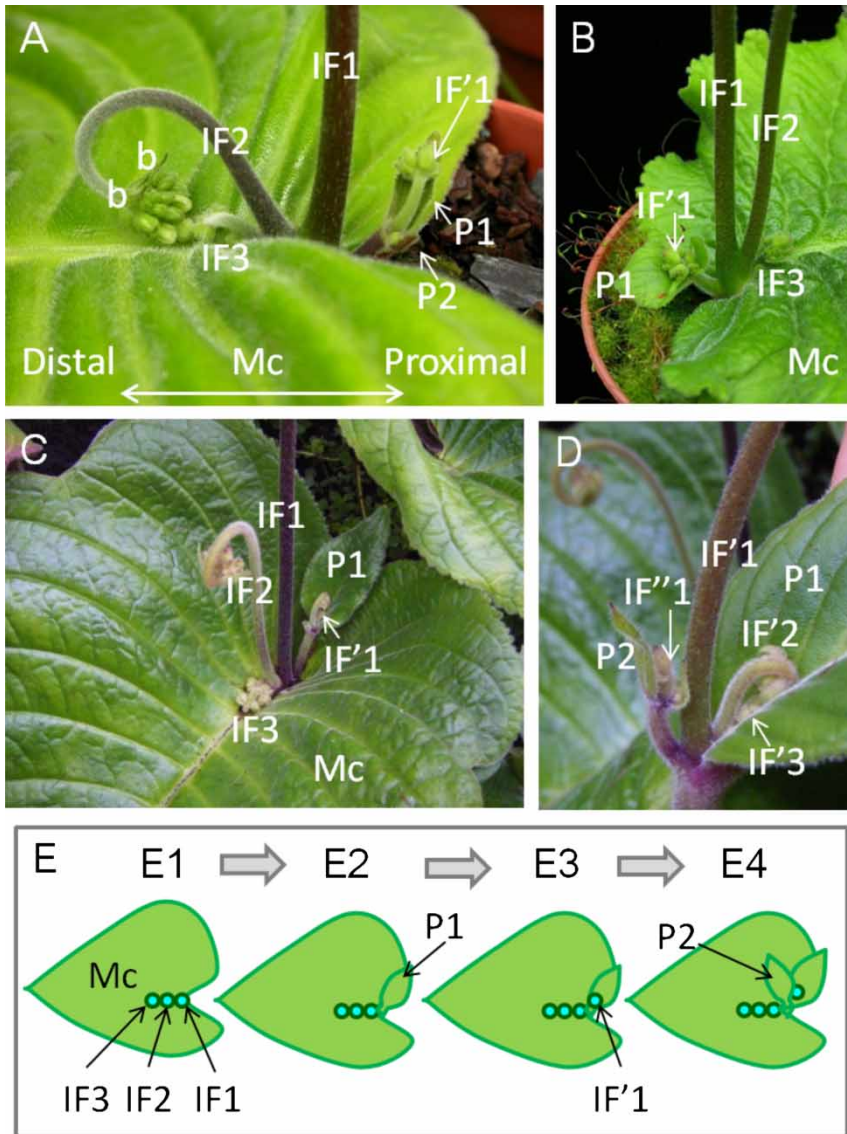 A
IF1
IF'1
IF2
b
b
P1
IF3
P2
Distal Mc Proximal
B
IF1
IF2
IF'1
P1
IF3
Mc
C
IF1
P1
IF2
IF'1
IF3
Mc
D
IF'1
P1
IF''1
IF'2
P2
IF'3
E E1 E2 E3 E4
P1 P2
Mc
IF3 IF2 IF1 IF'1